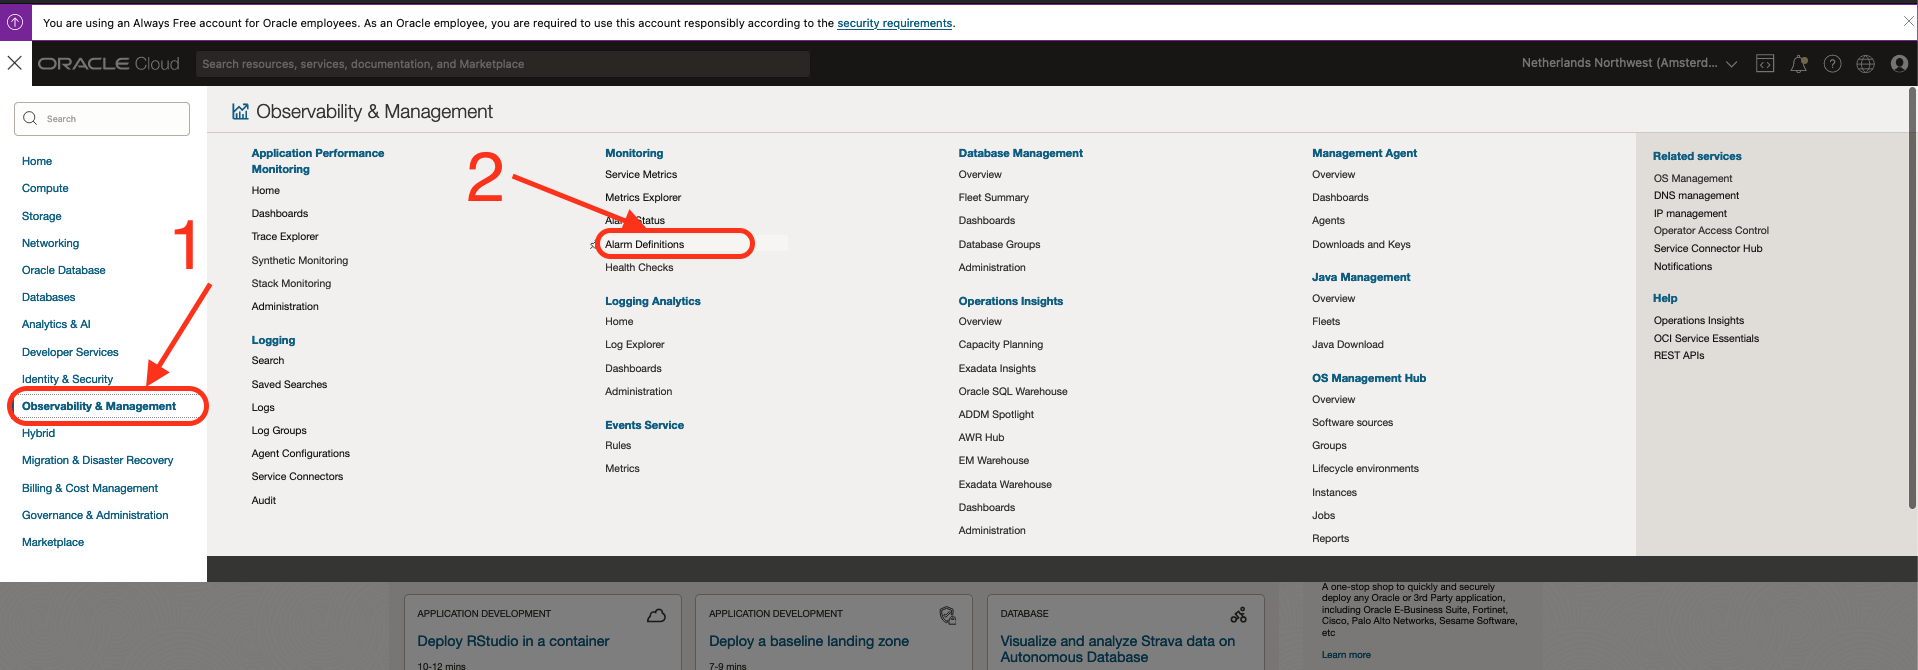 You are using an Always Free account for Oracle employees. As an Oracle employee, you are required to use this account responsibly according to the security requirements.
ORACLE Cloud
Search resources, services, documentation, and Marketplace
Netherlands Northwest (Amsterd...
Search
Home
Compute
Storage
Networking
Oracle Database
Databases
Analytics & AI
Developer Services
Identity & Security
Observability & Management
Hybrid
Migration & Disaster Recovery
Billing & Cost Management
Governance & Administration
Marketplace
1
2
Observability & Management
Application Performance
Monitoring
Home
Dashboards
Trace Explorer
Synthetic Monitoring
Stack Monitoring
Administration
Logging
Search
Saved Searches
Logs
Log Groups
Agent Configurations
Service Connectors
Audit
Monitoring
Service Metrics
Metrics Explorer
Status
Alarm Definitions
Health Checks
Logging Analytics
Home
Log Explorer
Dashboards
Administration
Events Service
Rules
Metrics
Database Management
Overview
Fleet Summary
Dashboards
Database Groups
Administration
Operations Insights
Overview
Capacity Planning
Exadata Insights
Oracle SQL Warehouse
ADDM Spotlight
AWR Hub
EM Warehouse
Exadata Warehouse
Dashboards
Administration
Management Agent
Overview
Dashboards
Agents
Downloads and Keys
Java Management
Overview
Fleets
Java Download
OS Management Hub
Overview
Software sources
Groups
Lifecycle environments
Instances
Jobs
Reports
Related services
OS Management
DNS management
IP management
Operator Access Control
Service Connector Hub
Notifications
Help
Operations Insights
OCI Service Essentials
REST APIs
APPLICATION DEVELOPMENT
Deploy RStudio in a container
10-12 mins
APPLICATION DEVELOPMENT
Deploy a baseline landing zone
7-9 mins
DATABASE
Visualize and analyze Strava data on
Autonomous Database
A one-stop shop to quickly and securely
deploy any Oracle or 3rd Party application,
including Oracle E-Business Suite, Fortinet,
Cisco, Palo Alto Networks, Sesame Software,
etc
Learn more